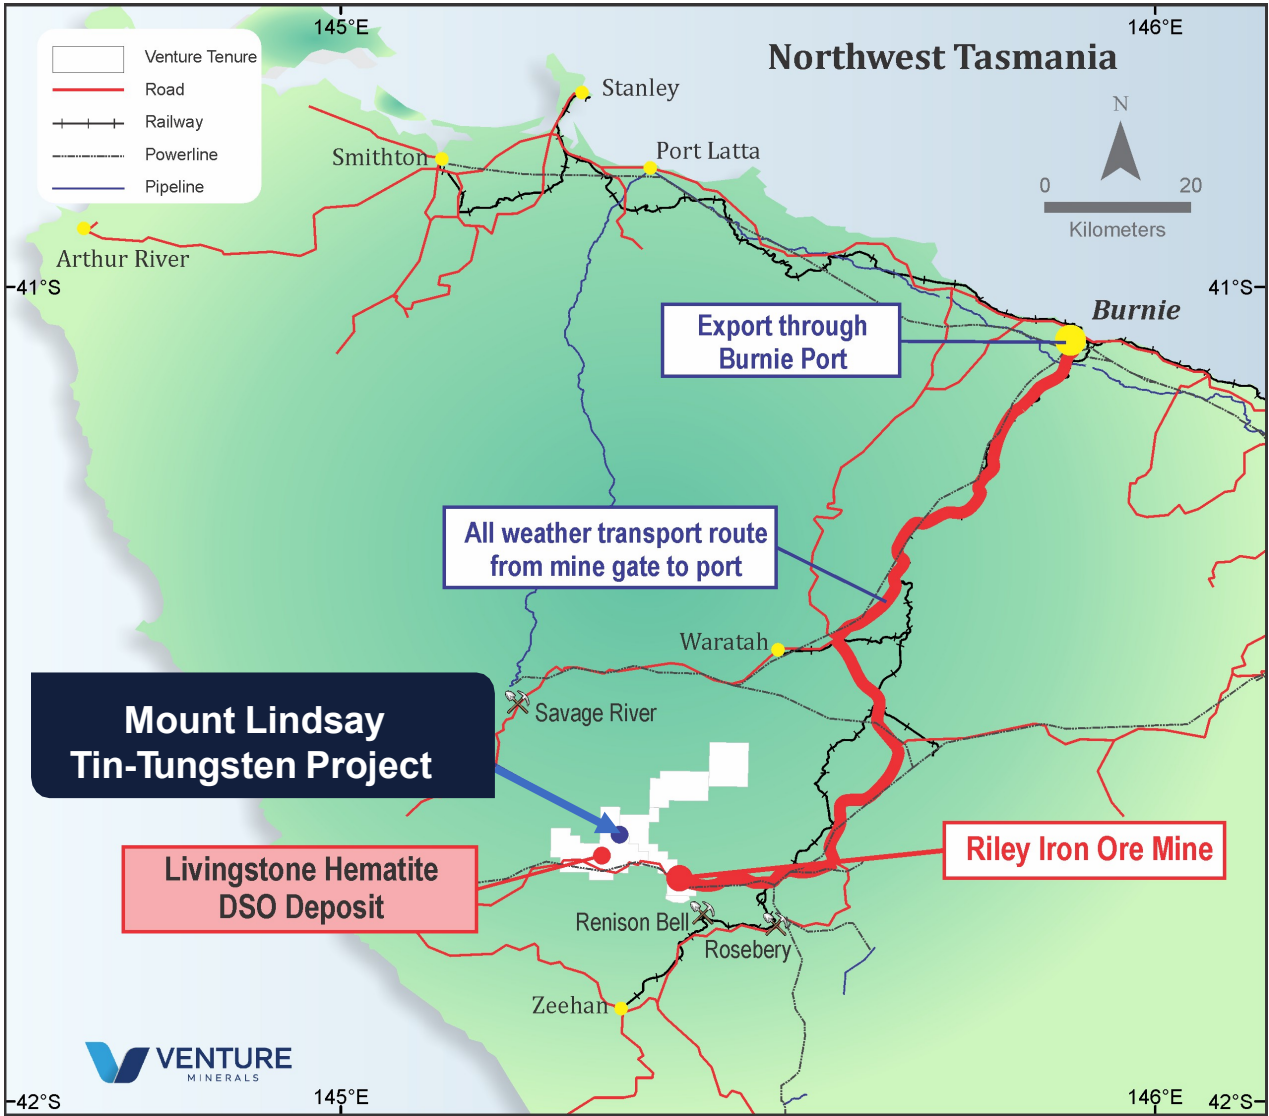 145°E
146°E
Northwest Tasmania
Venture Tenure
Road
Railway
Powerline
Pipeline
Stanley
Smithton
Port Latta
N
0 20
Kilometers
Arthur River
41°S
41°S
Burnie
Export through
Burnie Port
All weather transport route
from mine gate to port
Waratah
Savage River
Mount Lindsay
Tin-Tungsten Project
Riley Iron Ore Mine
Livingstone Hematite
DSO Deposit
Renison Bell
Rosebery
Zeehan
VENTURE
MINERALS
42°S
145°E
146°E
42°S